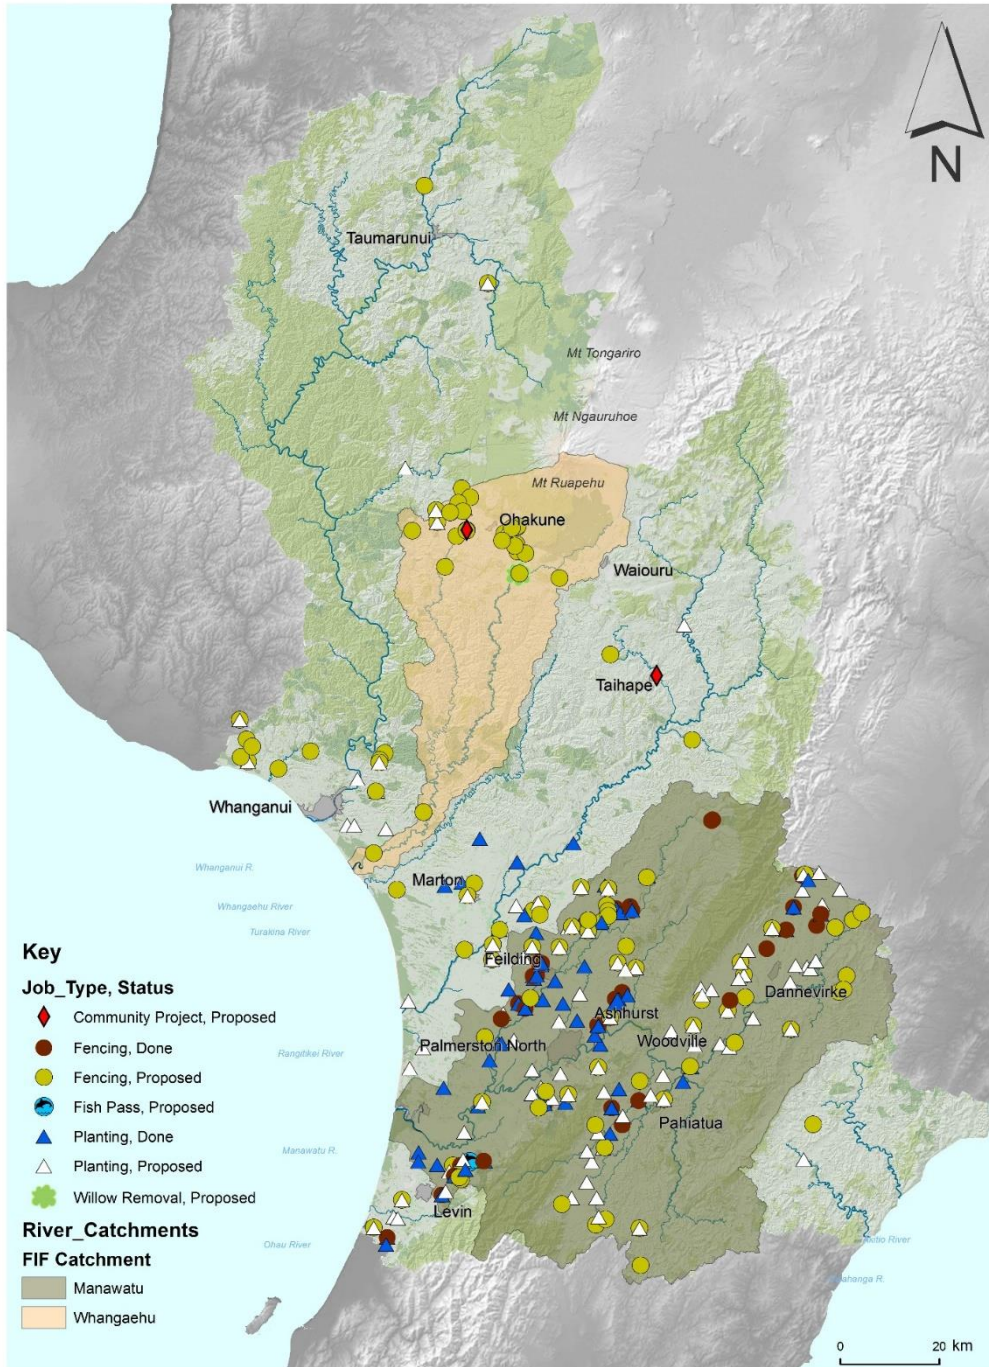 N
Taumarunui
Mt Tongariro
Mt Ngauruhoe
Mt Ruapehu
Ohakune
Waiouru
Taihape
Whanganui
Whanganui R.
Marton
Whangaehu River
Turakina River
Key
Feilding
Job_Type, Status
Dannevirke
Community Project, Proposed
Ashhurst
Fencing, Done
Woodville
Palmerston North
Rangitikei River
Fencing, Proposed
Fish Pass, Proposed
Pahiatua
Planting, Done
Manawatu R.
Planting, Proposed
Willow Removal, Proposed
Levin
River_Catchments
Ohau River
FIF Catchment
Manawatu
Whangaehu
0 20 km